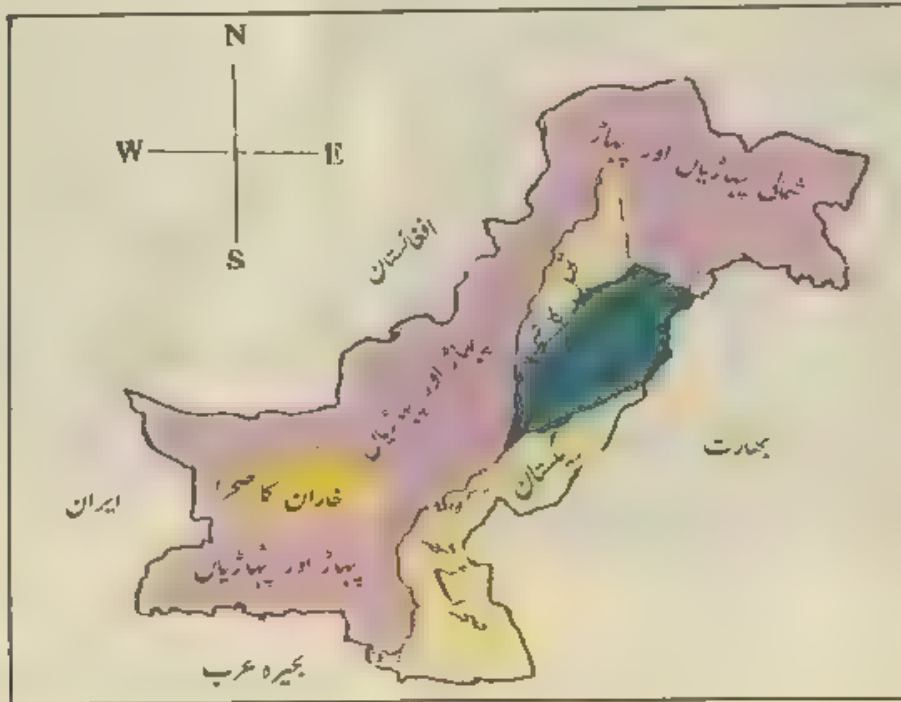 N
W E
S
شمالی پہاڑیاں اور پہاڑ
افغانستان
پہاڑ اور پہاڑیاں
بھارت
ریگستان
خاران کا صحرا
ایران
پہاڑ اور پہاڑیاں
بحیرہ عرب